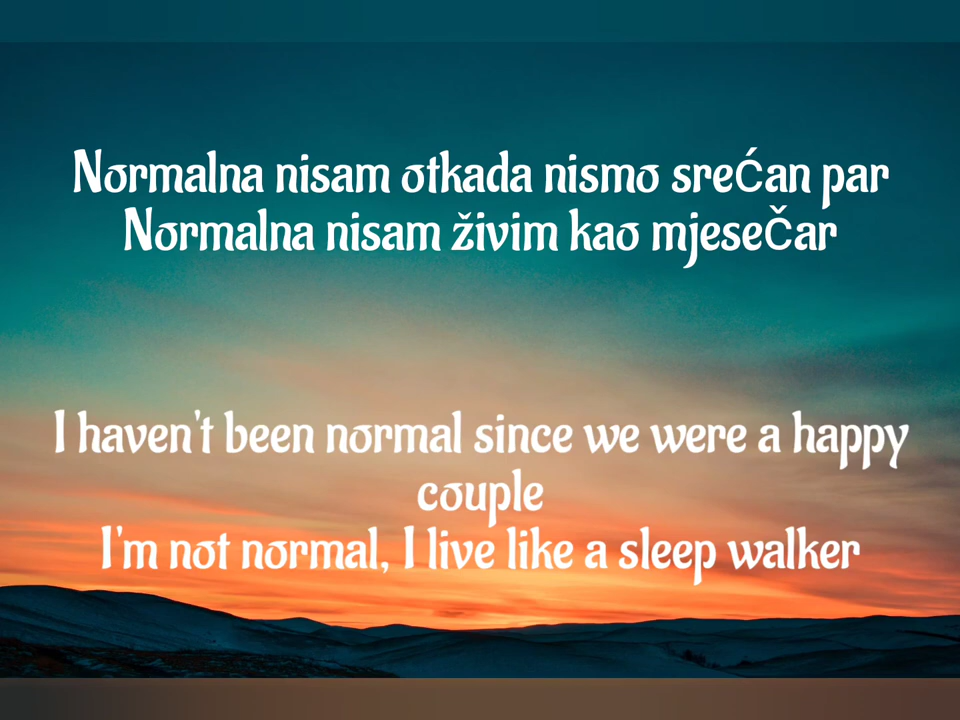 Normalna nisam otkada nismo sreĆan par
Normalna nisam živim kao mjeseČar
I haven't been normal since we were a happy
couple
I'm not normal, I live like a sleep walker